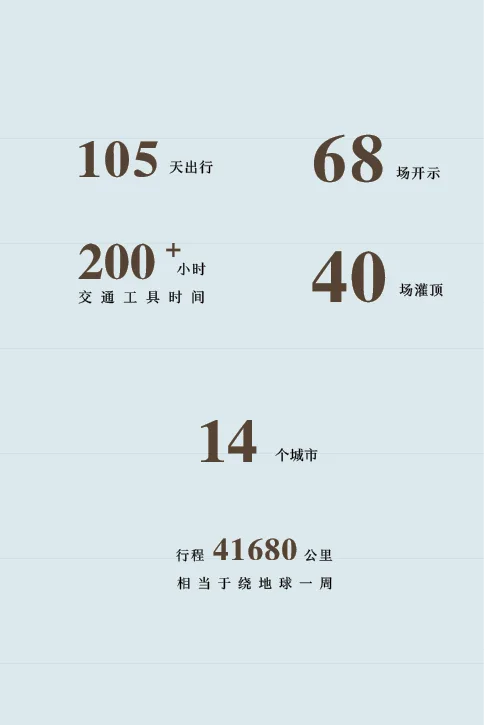 105 天出行
68 场开示
200+ 小时
交通工具时间
40 场灌顶
14 个城市
行程 41680 公里
相当于绕地球一周